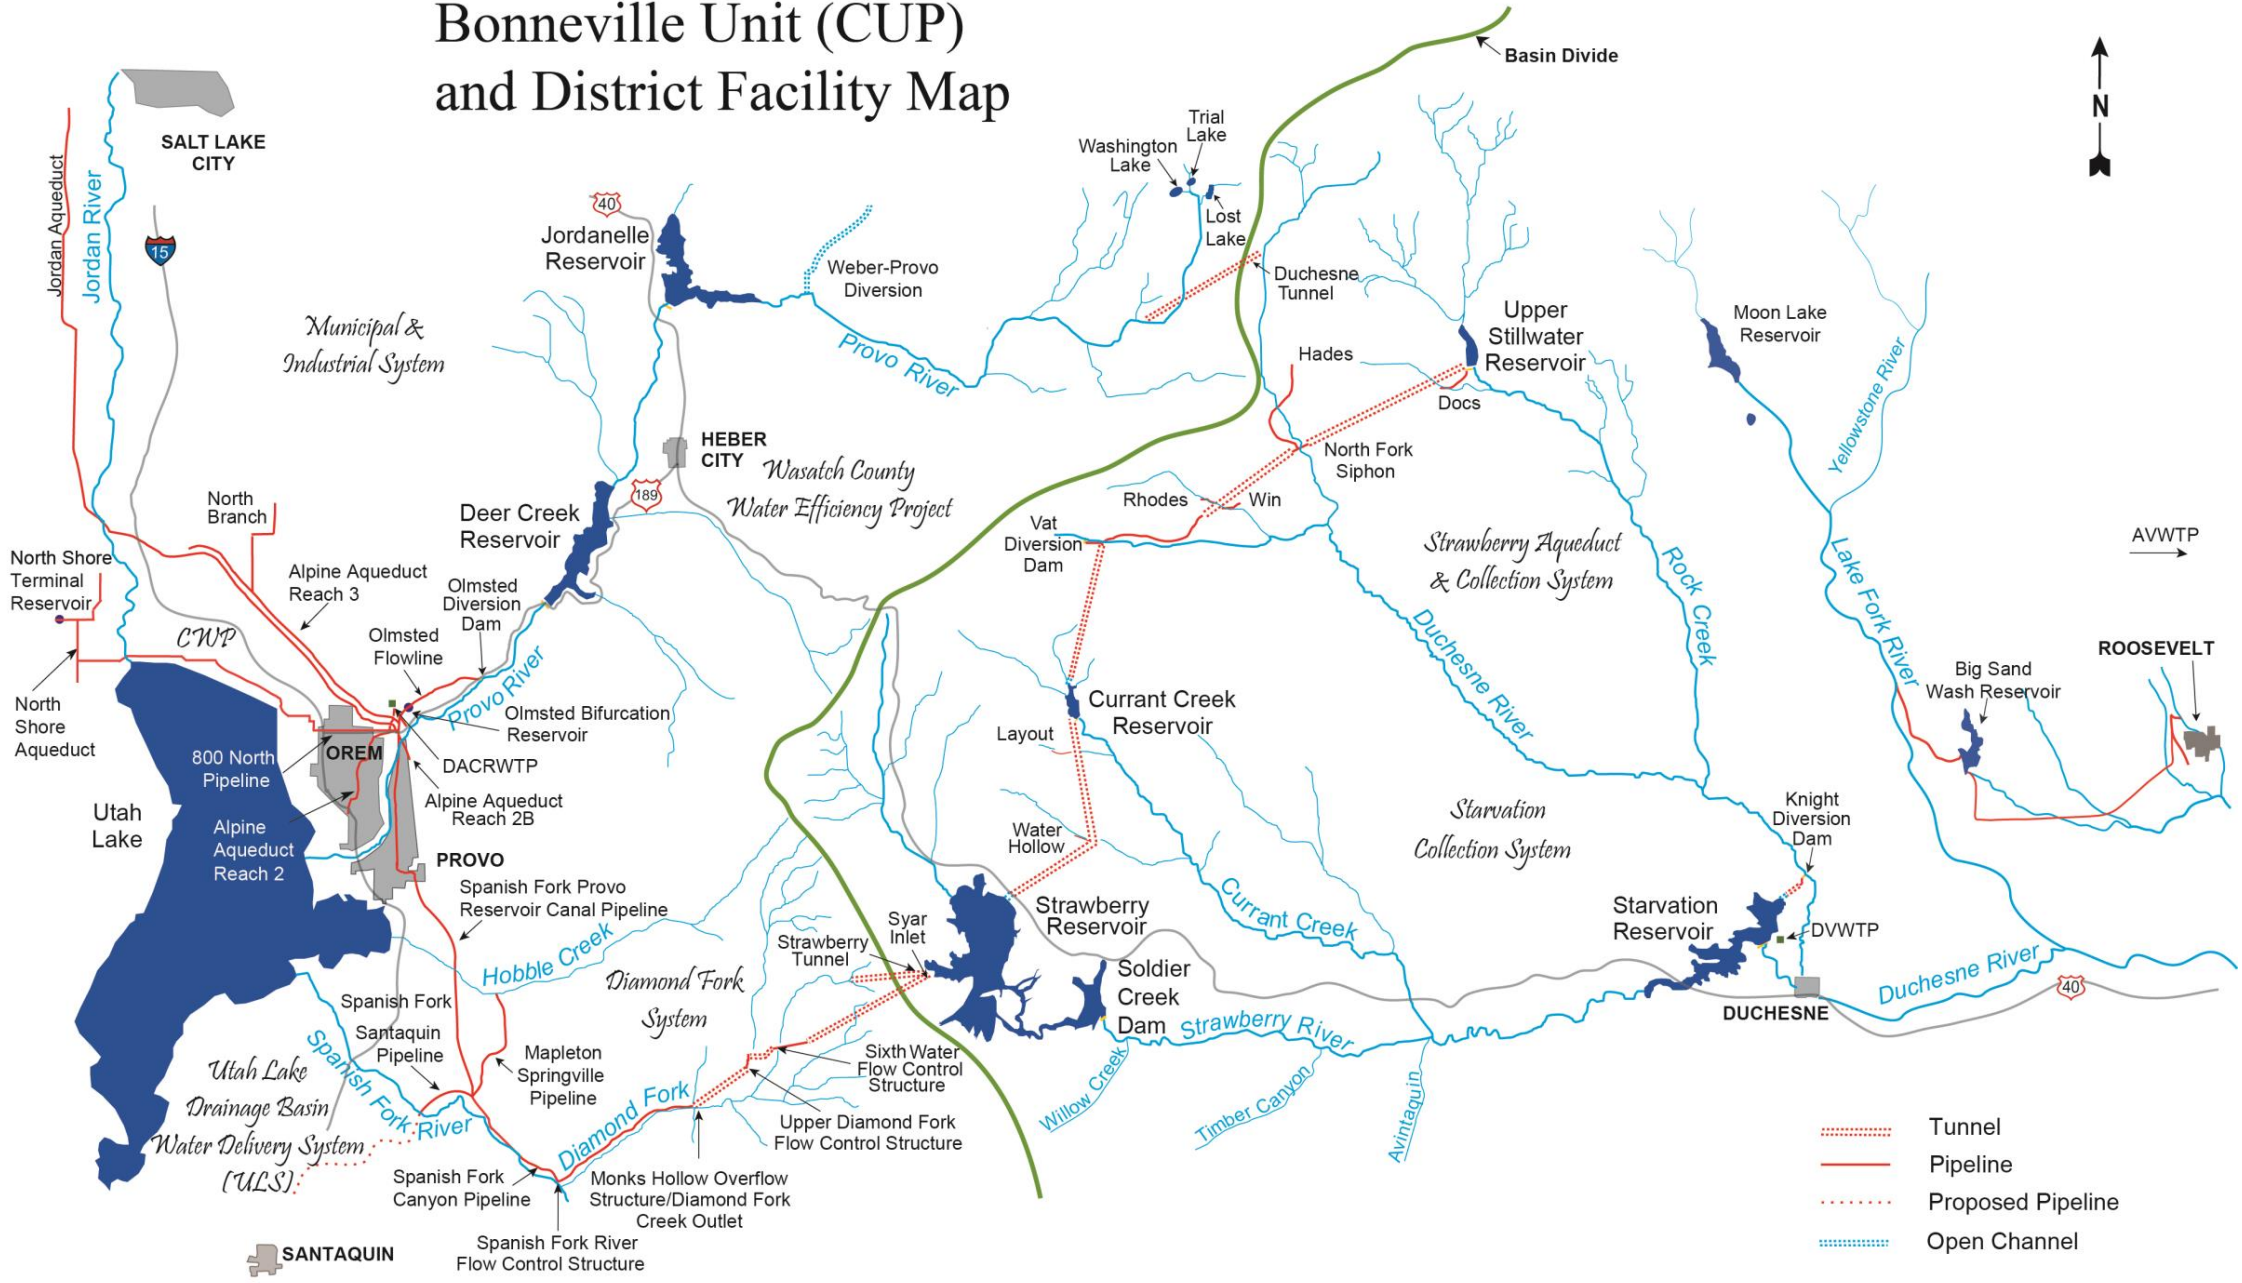 Bonneville Unit (CUP)
and District Facility Map
Basin Divide
N
SALT LAKE
CITY
Jordan Aqueduct
Jordan River
15
40
Jordanelle
Reservoir
Weber-Provo
Diversion
Washington
Lake
Trial
Lake
Lost
Lake
Duchesne
Tunnel
Upper
Stillwater
Reservoir
Moon Lake
Reservoir
Municipal &
Industrial System
Provo River
Hades
Docs
Yellowstone River
HEBER
CITY
189
Wasatch County
Water Efficiency Project
North Fork
Siphon
Rhodes
Win
Vat
Diversion
Dam
Strawberry Aqueduct
& Collection System
Rock Creek
Lake Fork River
AVWTP
North
Branch
Deer Creek
Reservoir
North Shore
Terminal
Reservoir
Alpine Aqueduct
Reach 3
Olmsted
Diversion
Dam
CWP
Olmsted
Flowline
Provo River
Duchesne River
ROOSEVELT
Big Sand
Wash Reservoir
North
Shore
Aqueduct
Olmsted Bifurcation
Reservoir
Currant Creek
Reservoir
Layout
800 North
Pipeline
OREM
DACRWTP
Alpine Aqueduct
Reach 2B
Utah
Lake
Alpine
Aqueduct
Reach 2
Water
Hollow
Starvation
Collection System
Knight
Diversion
Dam
PROVO
Spanish Fork Provo
Reservoir Canal Pipeline
Hobble Creek
Strawberry
Tunnel
Syar
Inlet
Strawberry
Reservoir
Currant Creek
Starvation
Reservoir
DVWTP
Diamond Fork
System
Soldier
Creek
Dam
Strawberry River
DUCHESNE
Duchesne River
40
Spanish Fork
Santaquin
Pipeline
Spanish Fork River
Mapleton
Springville
Pipeline
Sixth Water
Flow Control
Structure
Willow Creek
Timber Canyon
Avintaquin
Utah Lake
Drainage Basin
Water Delivery System
(ULS)
Diamond Fork
Upper Diamond Fork
Flow Control Structure
Spanish Fork
Canyon Pipeline
Monks Hollow Overflow
Structure/Diamond Fork
Creek Outlet
Spanish Fork River
Flow Control Structure
SANTAQUIN
Tunnel
Pipeline
Proposed Pipeline
Open Channel